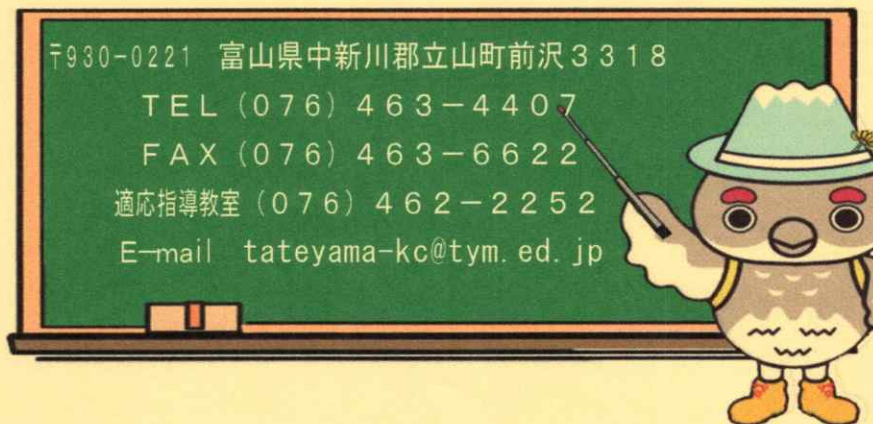 〒930-0221 富山県中新川郡立山町前沢３３１８
ＴＥＬ（０７６）４６３－４４０７
ＦＡＸ（０７６）４６３－６６２２
適応指導教室（０７６）４６２－２２５２
E-mail tateyama-kc@tym.ed.jp